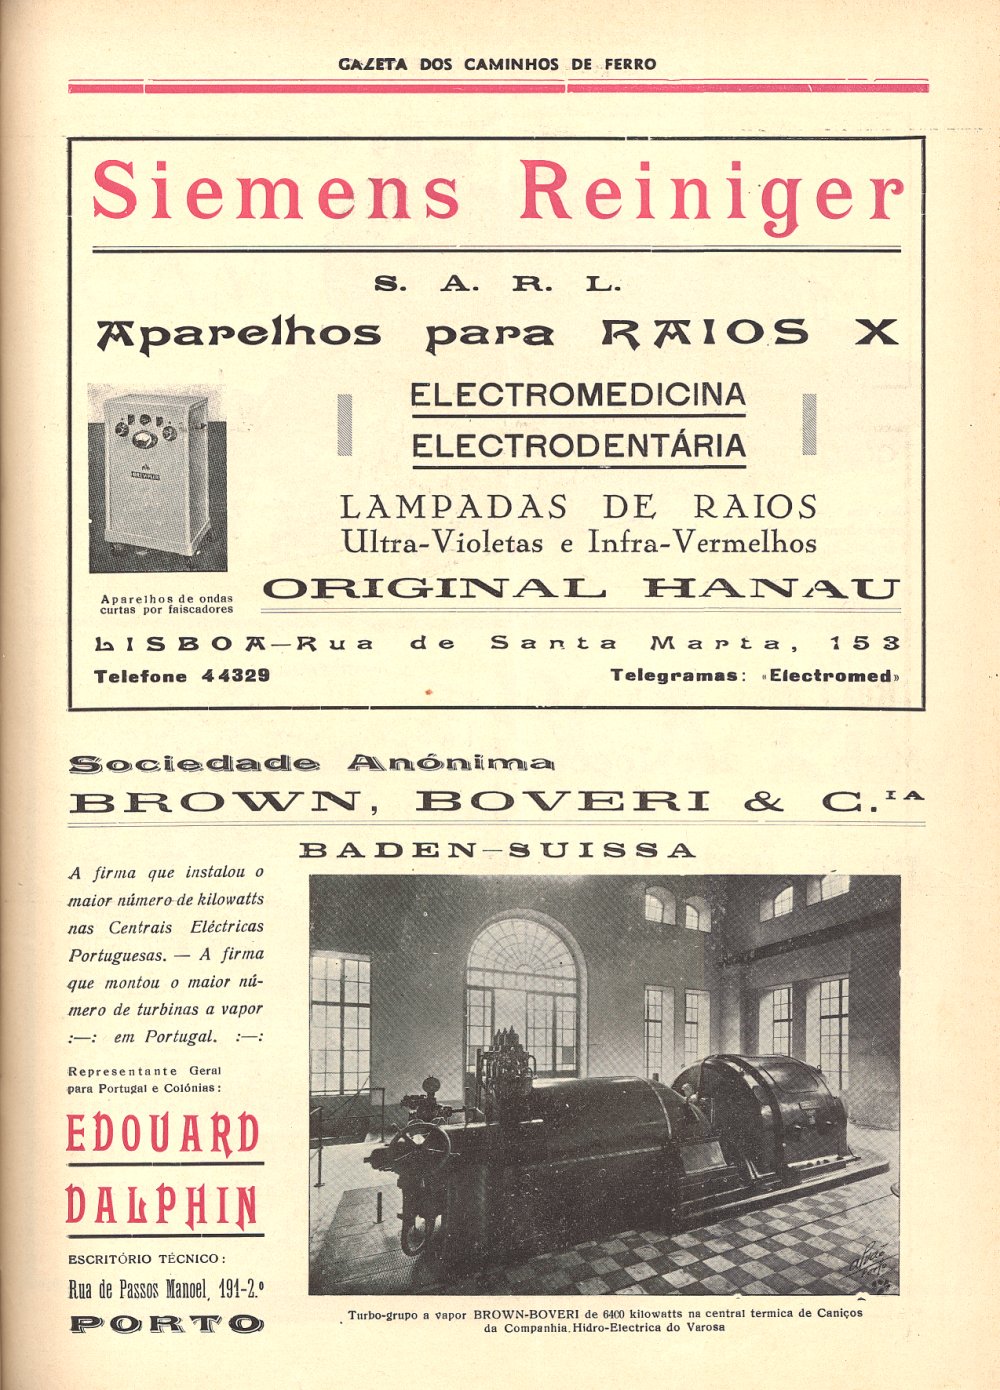 GAZETA DOS CAMINHOS DE FERRO
Siemens Reiniger
S. A. R. L.
Aparelhos para RAIOS X
ELECTROMEDICINA
ELECTRODENTÁRIA
LAMPADAS DE RAIOS
Ultra-Violetas e Infra-Vermelhos
ORIGINAL HANAU
Aparelhos de ondas
curtas por faiscadores
LISBOA—Rua de Santa Marta, 153
Telefone 44329 Telegramas: «Electromed»
Sociedade Anónima
BROWN, BOVERI & C.IA
BADEN—SUISSA
A firma que instalou o
maior número de kilowatts
nas Centrais Eléctricas
Portuguesas. — A firma
que montou o maior nú-
mero de turbinas a vapor
:—: em Portugal. :—:
Representante Geral
para Portugal e Colónias:
EDOUARD
DALPHIN
ESCRITÓRIO TÉCNICO:
Rua de Passos Manoel, 191-2.º
PORTO
Turbo-grupo a vapor BROWN-BOVERI de 6400 kilowatts na central termica de Caniços
da Companhia Hidro-Electrica do Varosa